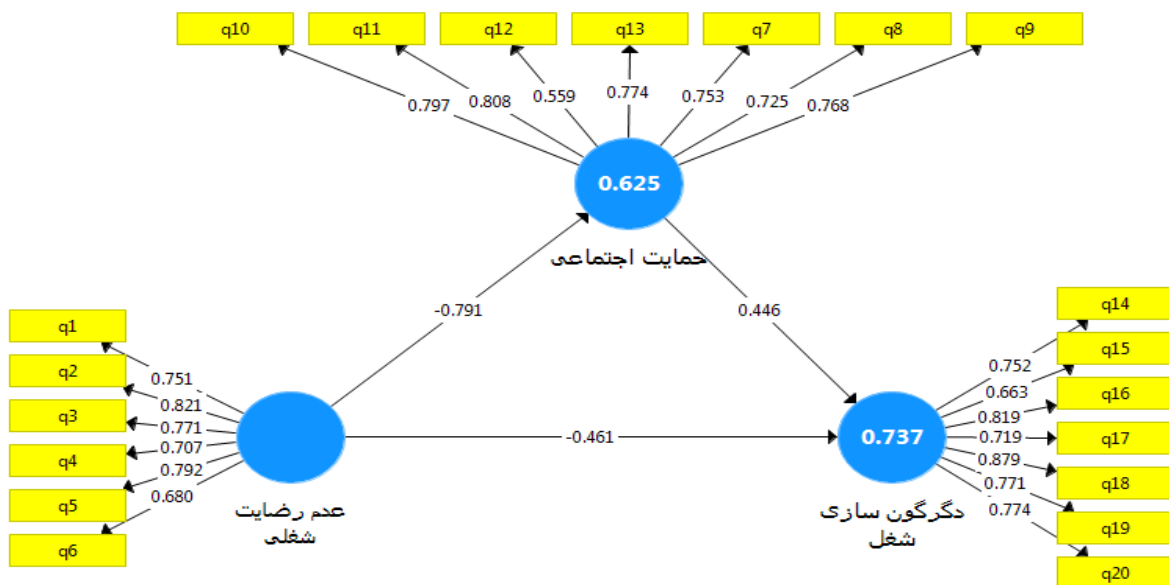 q10 q11 q12 q13 q7 q8 q9
0.797 0.808 0.559 0.774 0.753 0.725 0.768
0.625
حمایت اجتماعی
-0.791 0.446
q1
q2
q3
q4
q5
q6
0.751
0.821
0.771
0.707
0.792
0.680
عدم رضایت
شغلی
-0.461
0.737
دگرگون سازی
شغل
0.752
0.663
0.819
0.719
0.879
0.771
0.774
q14
q15
q16
q17
q18
q19
q20